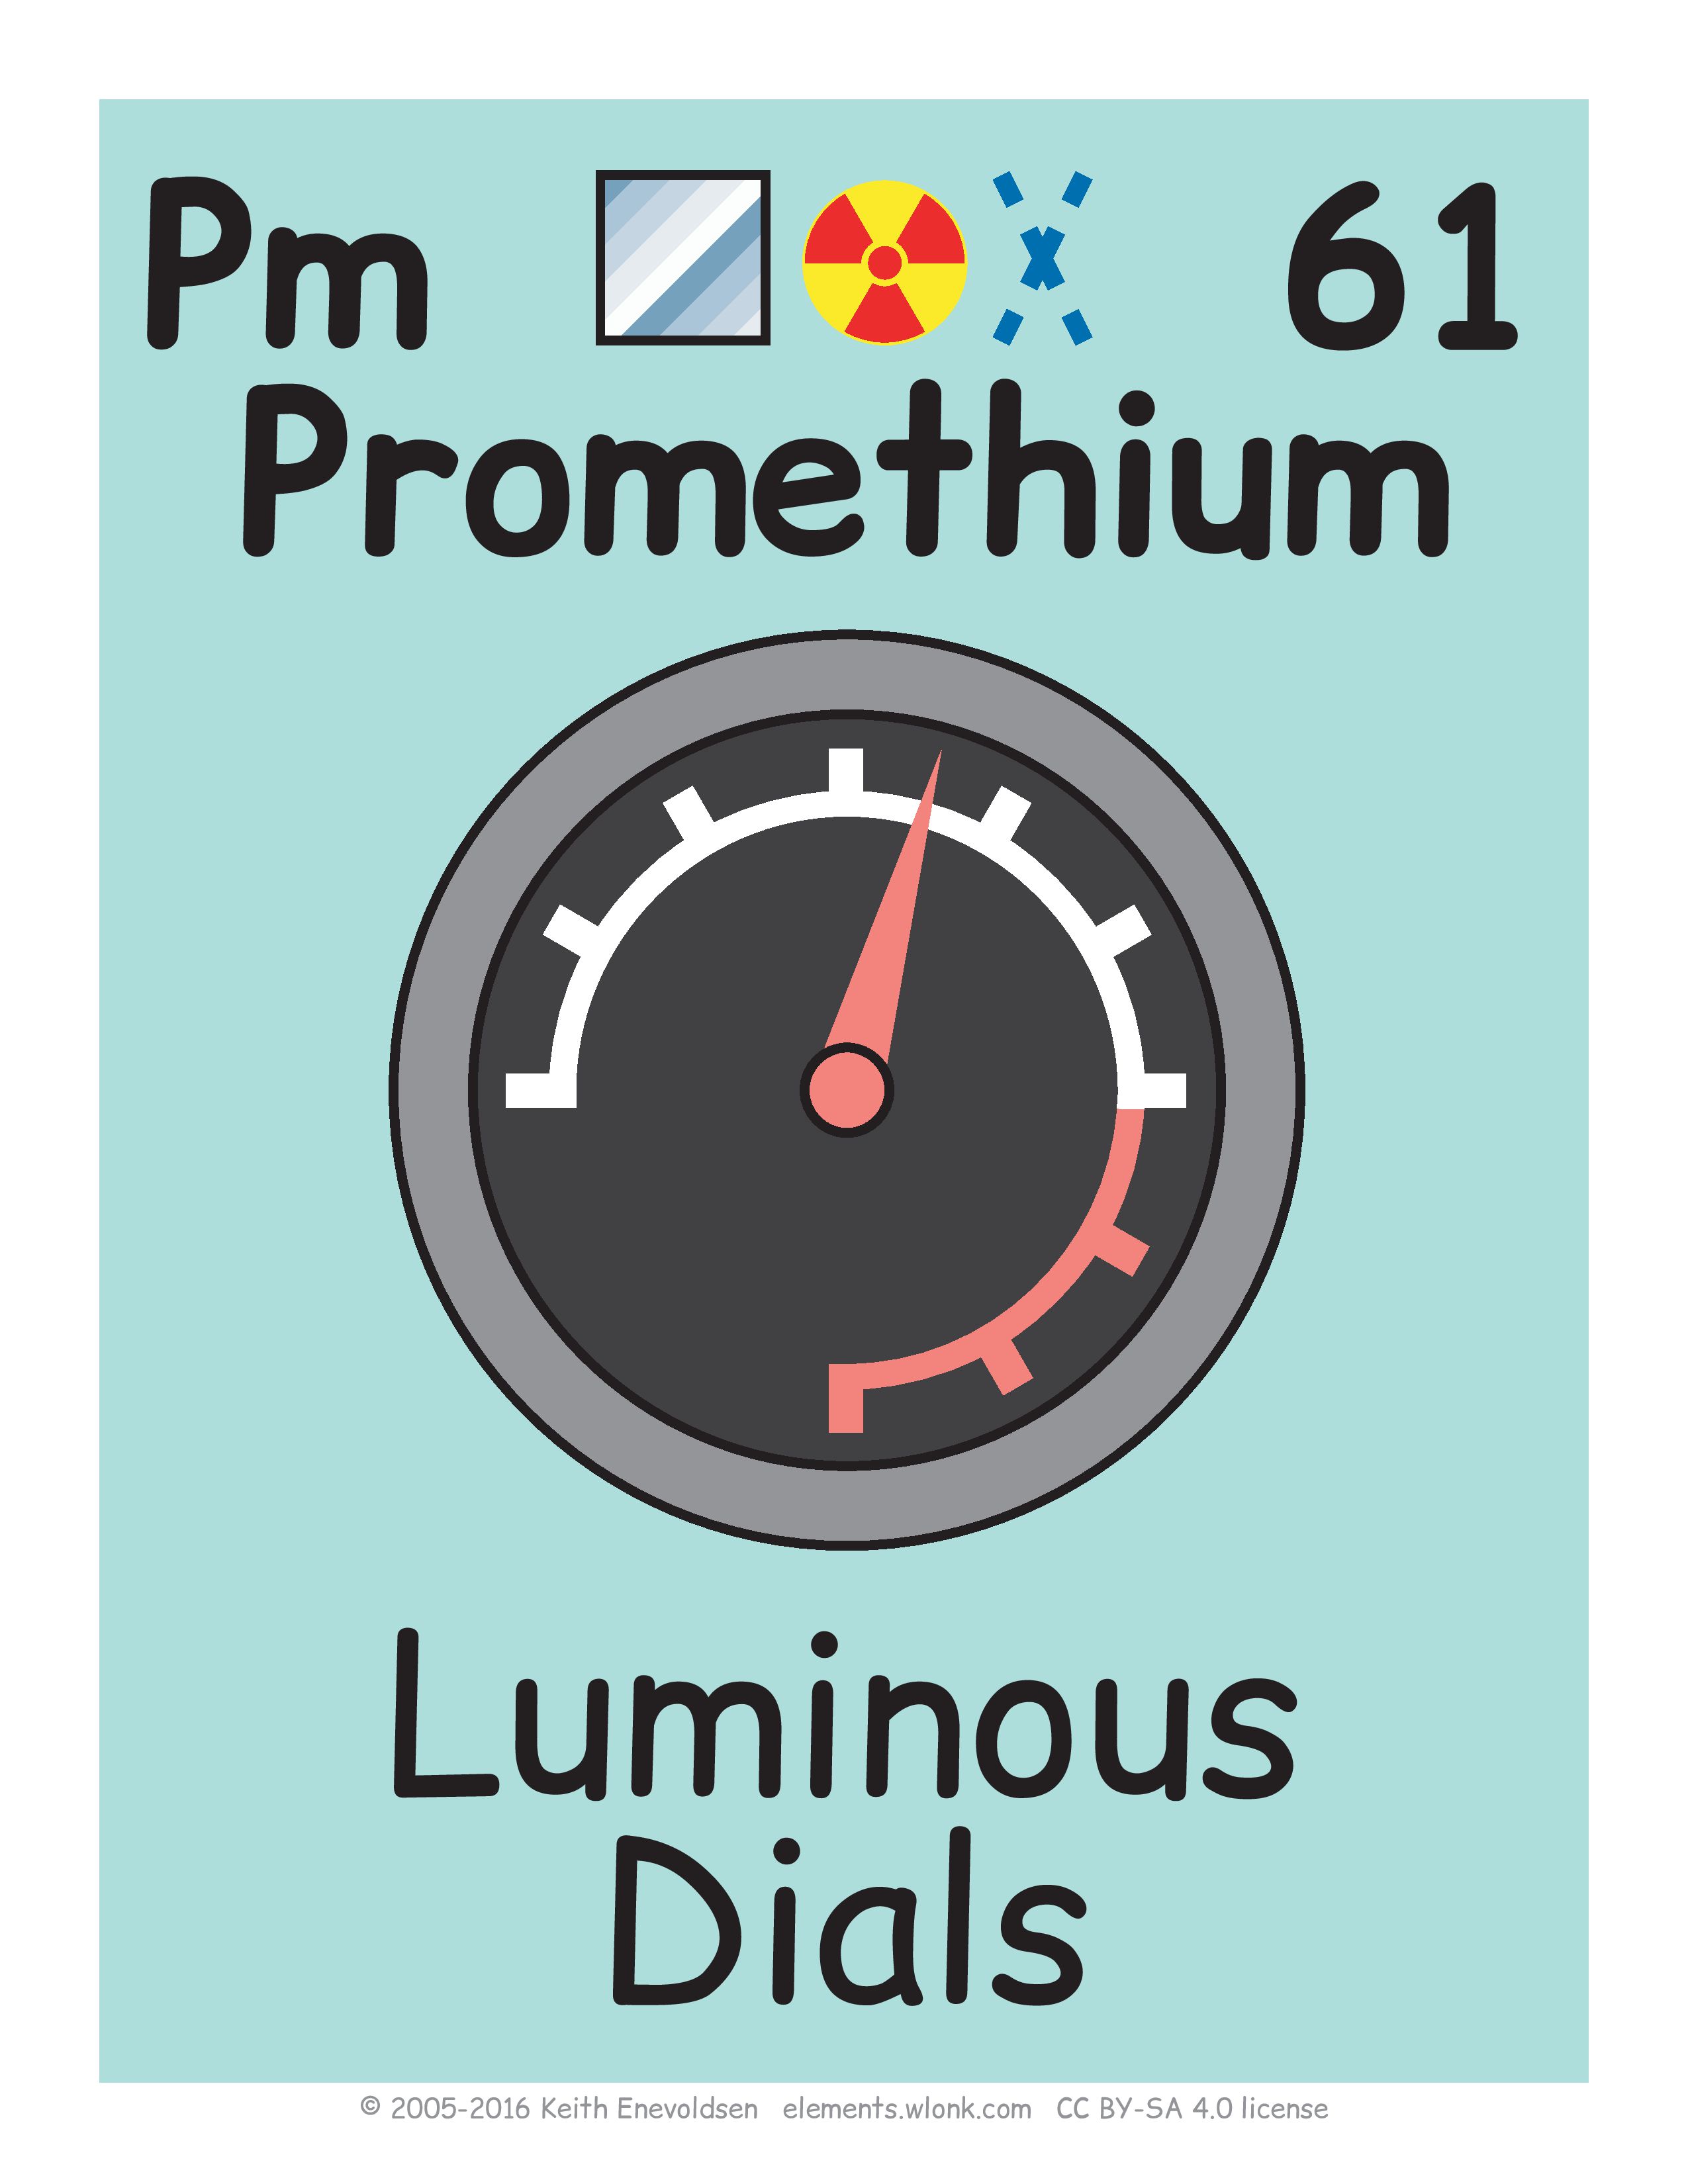 Pm 61
Promethium
Luminous
Dials
© 2005-2016 Keith Enevoldsen elements.wlonk.com CC BY-SA 4.0 license